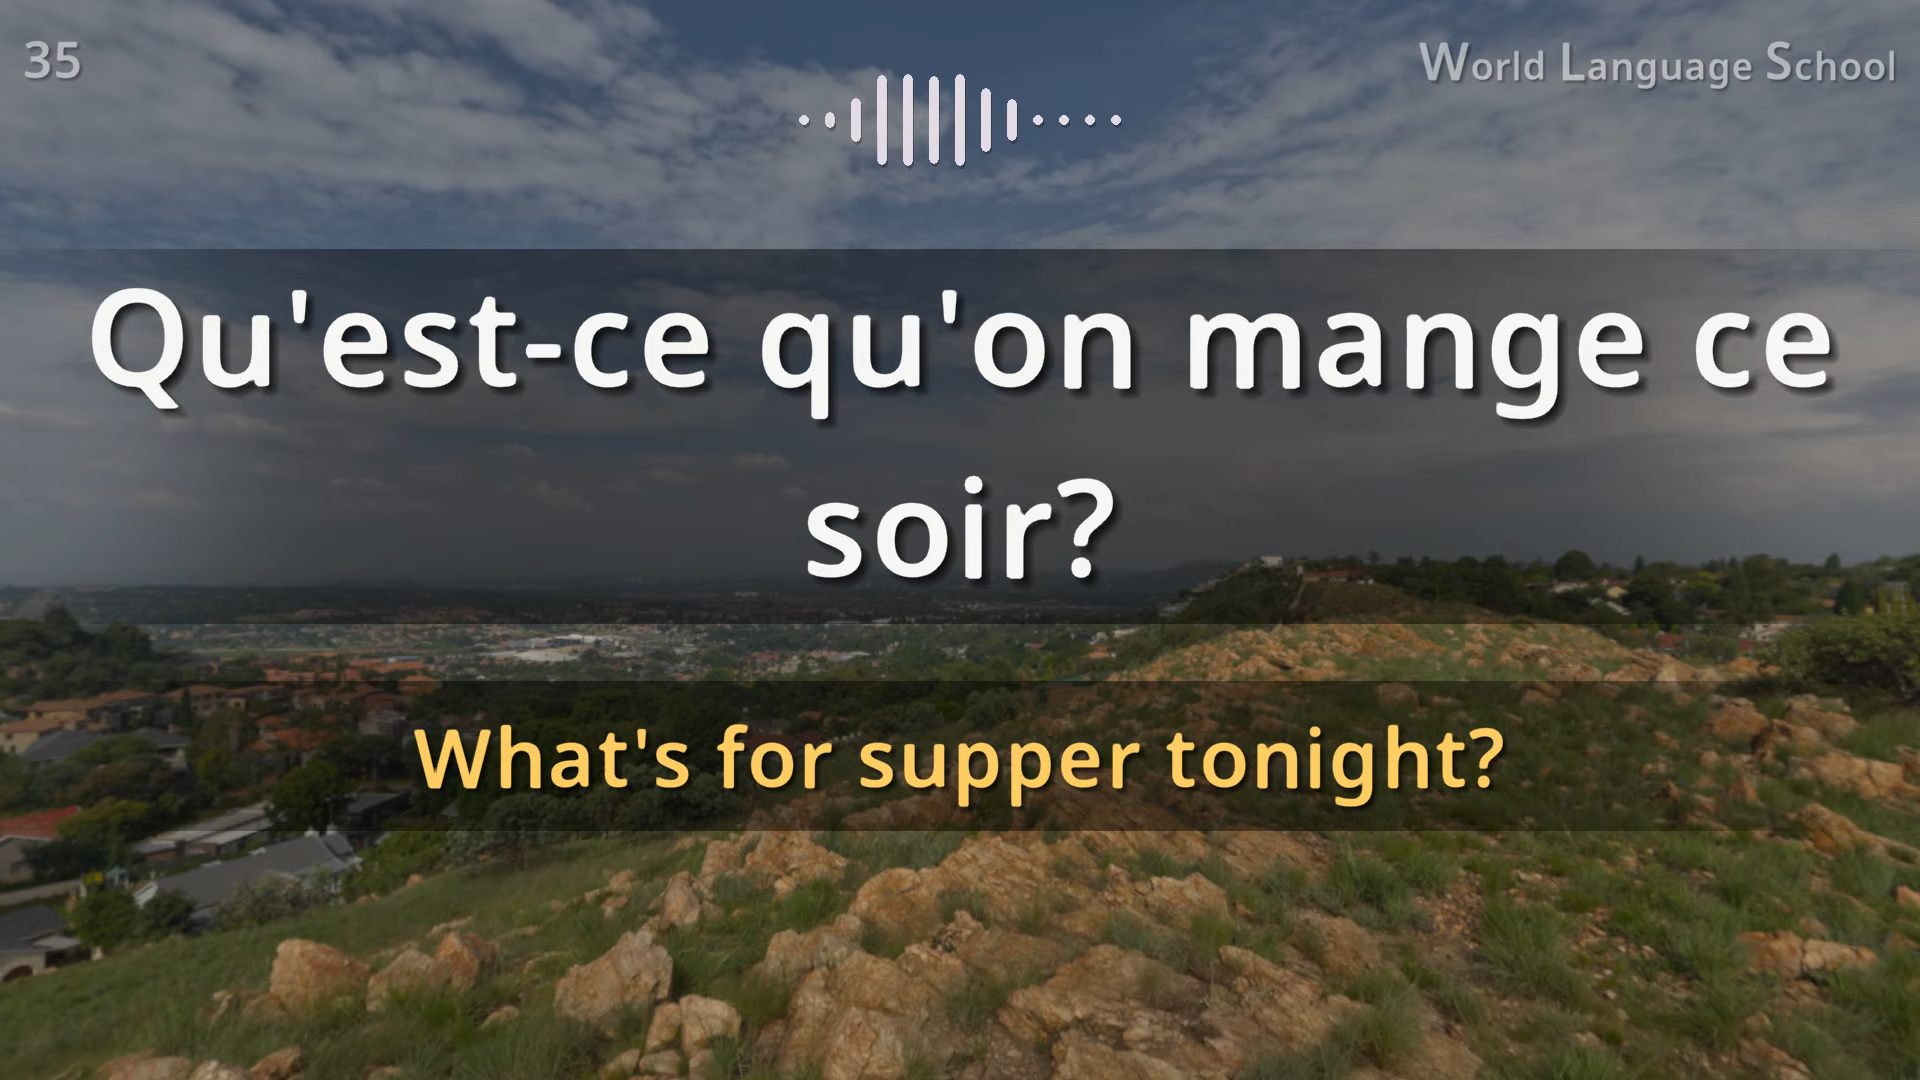 35
World Language School
Qu'est-ce qu'on mange ce
soir?
What's for supper tonight?